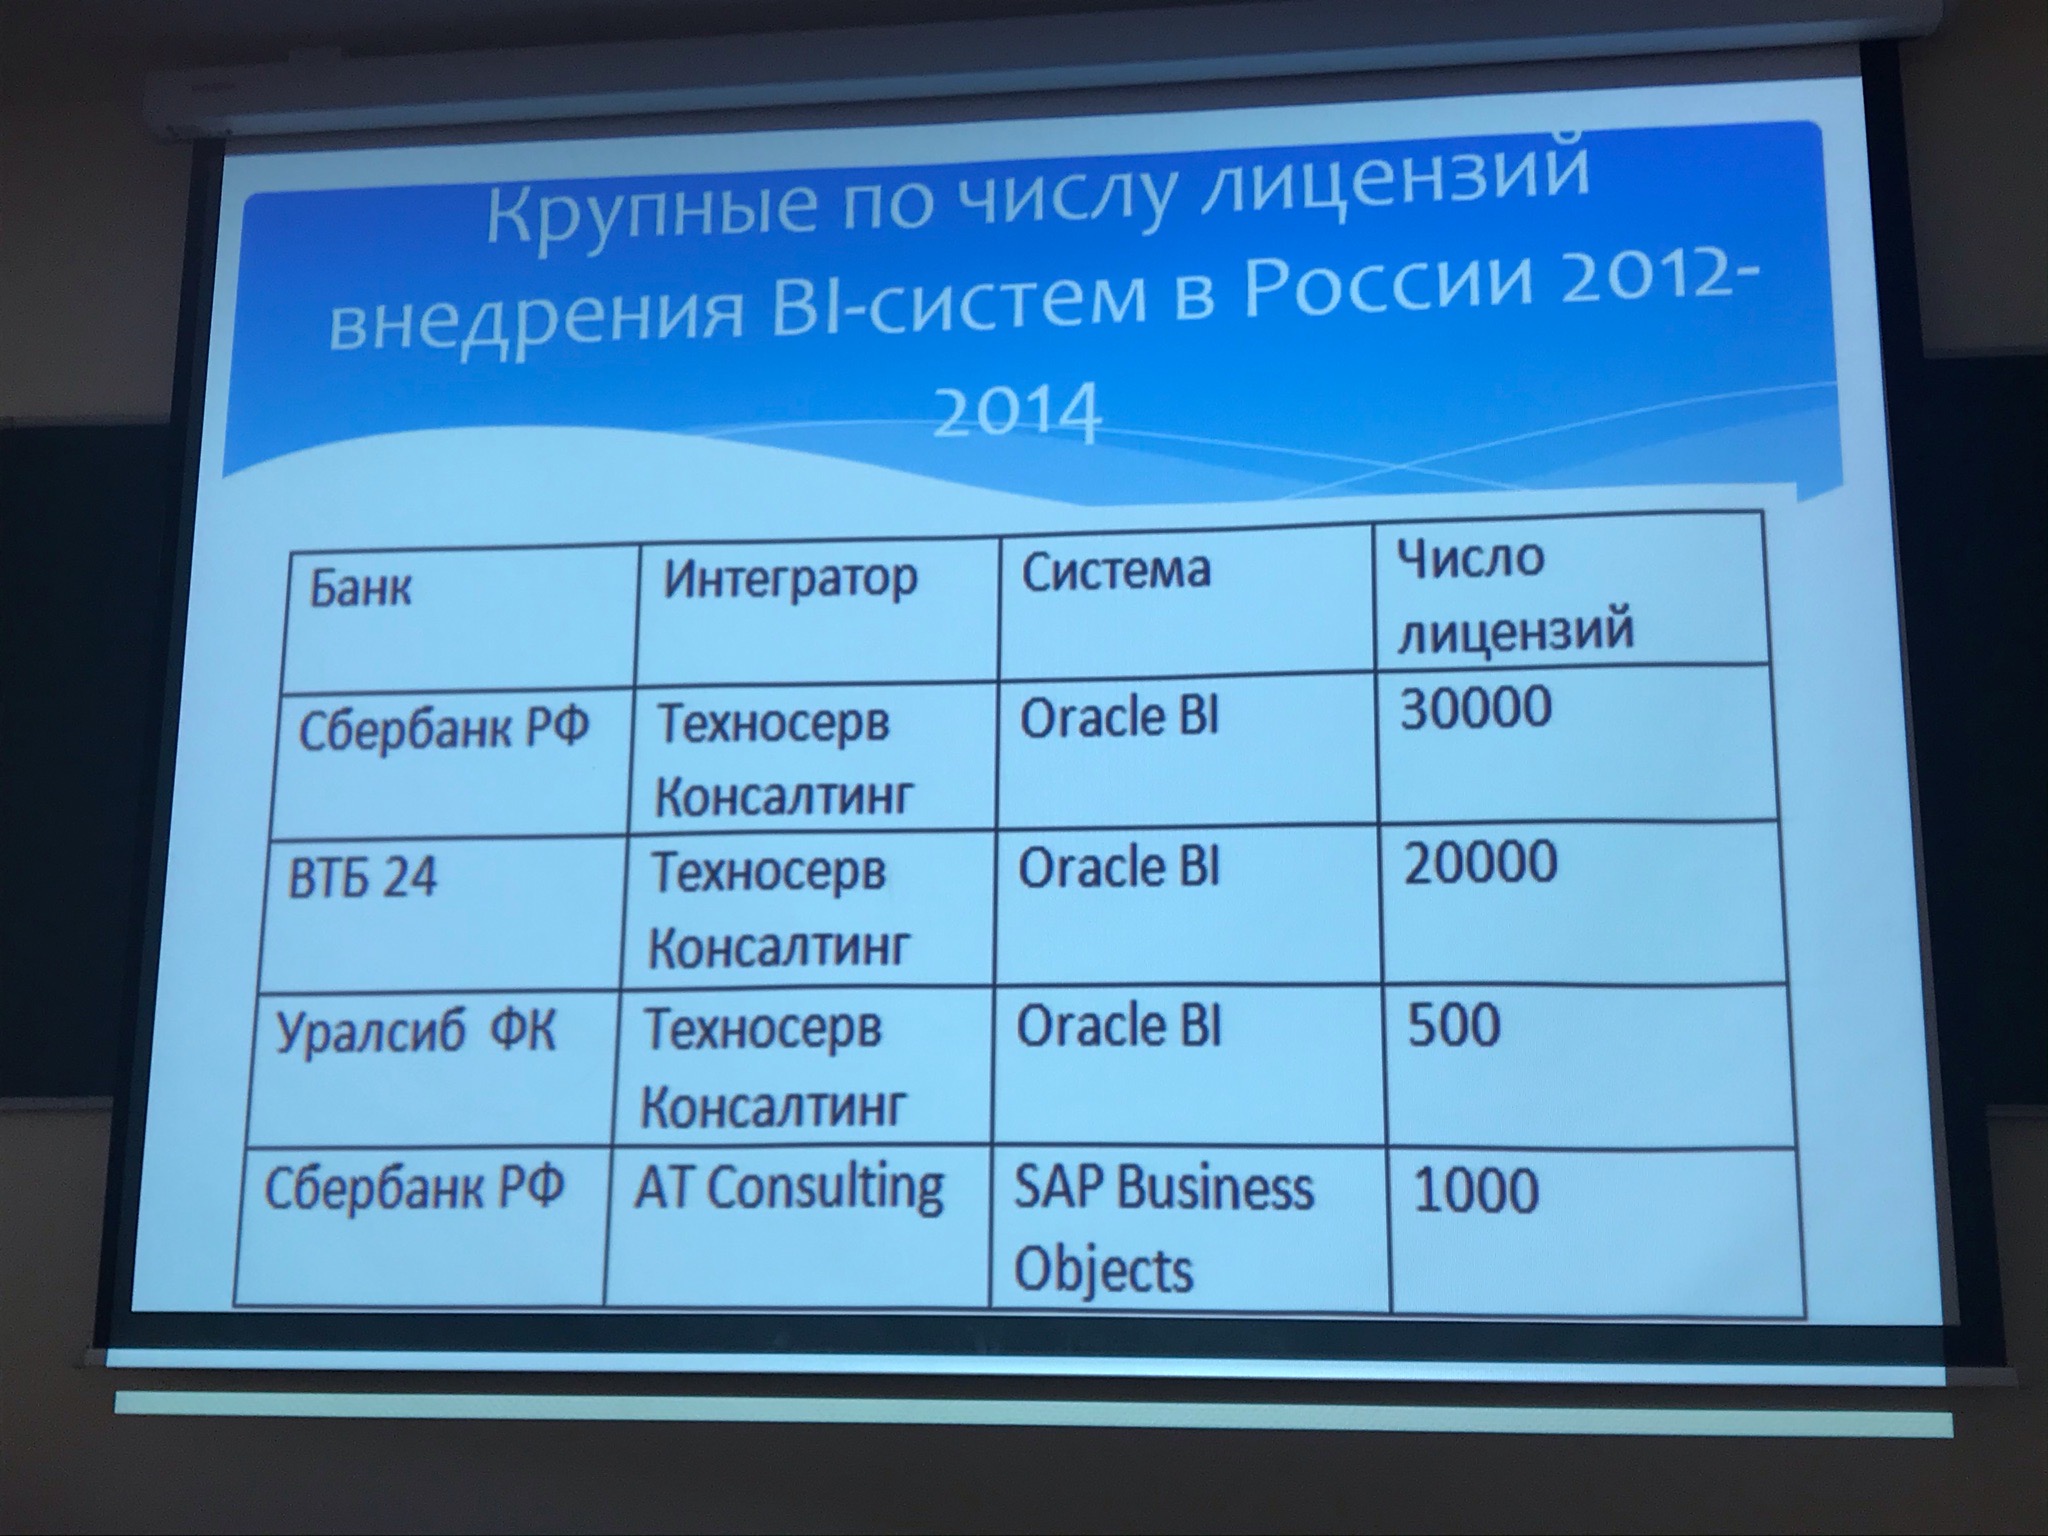 Крупные по числу лицензий
внедрения BI-систем в России 2012-
2014
Банк
Интегратор
Система
Число
лицензий
Сбербанк РФ
Техносерв
Консалтинг
Oracle BI
30000
ВТБ 24
Техносерв
Консалтинг
Oracle BI
20000
Уралсиб ФК
Техносерв
Консалтинг
Oracle BI
500
Сбербанк РФ
AT Consulting
SAP Business
Objects
1000